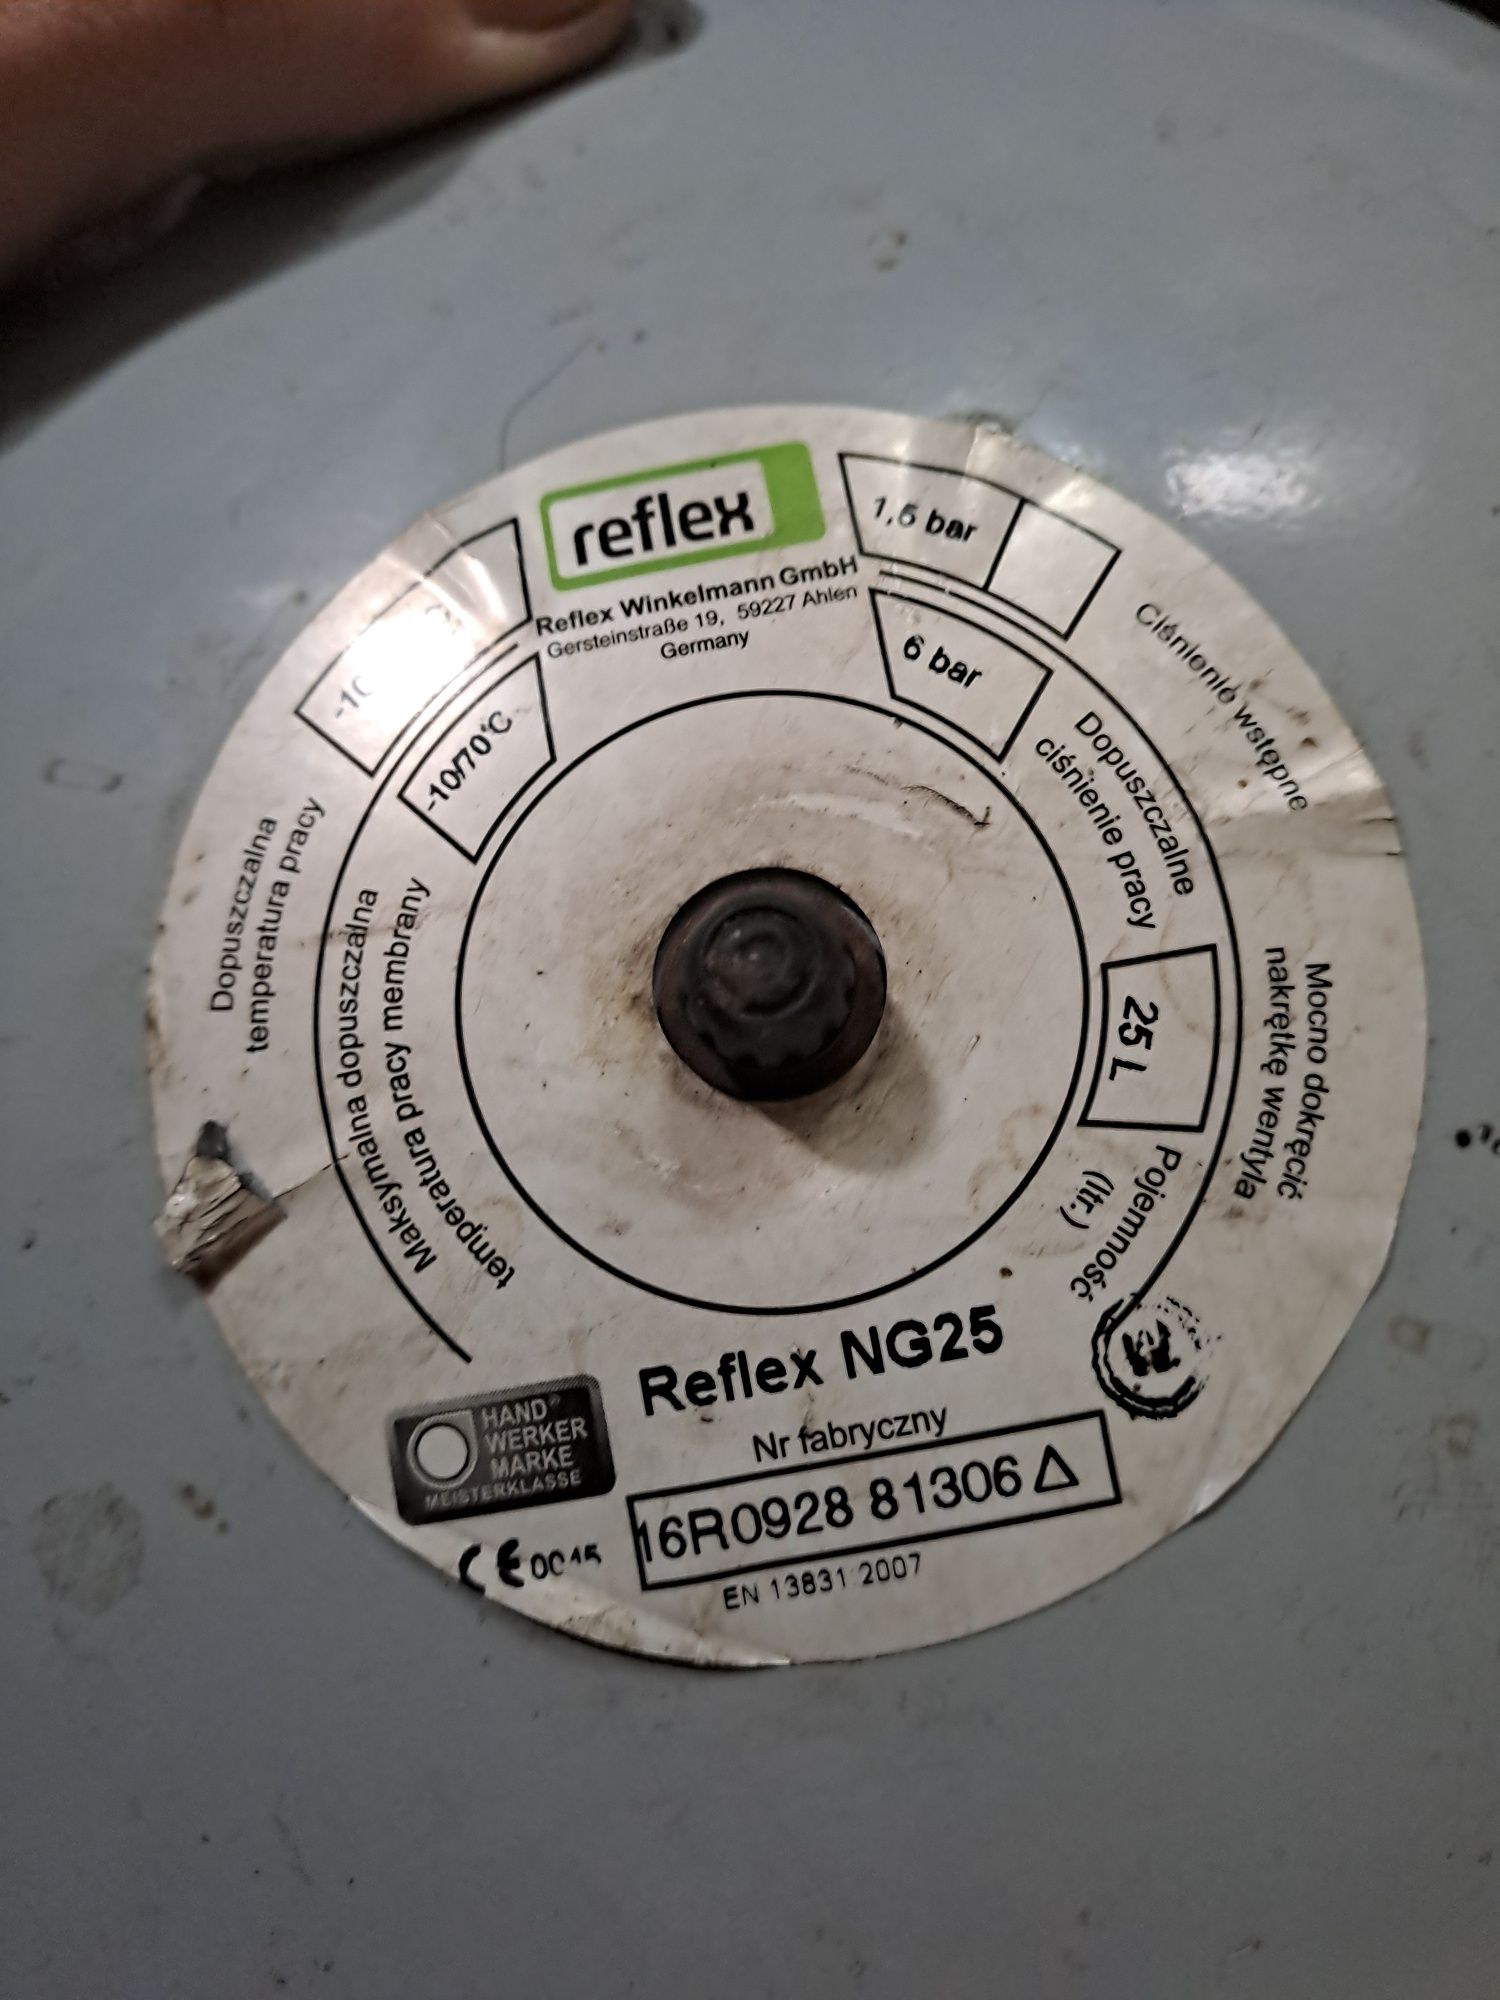 reflex
Reflex Winkelmann GmbH
Gersteinstraße 19, 59227 Ahlen
Germany
1,5 bar
Ciśnienie wstępne
6 bar
Dopuszczalne
ciśnienie pracy
25 L
Pojemność
(ltr.)
Mocno dokręcić
nakrętkę wentyla
Dopuszczalna
temperatura pracy
-10/70°C
Maksymalna dopuszczalna
temperatura pracy membrany
Reflex NG25
Nr fabryczny
16R0928 81306 Δ
EN 13831 2007
HAND®
WERKER
MARKE
MEISTERKLASSE
CE 0045